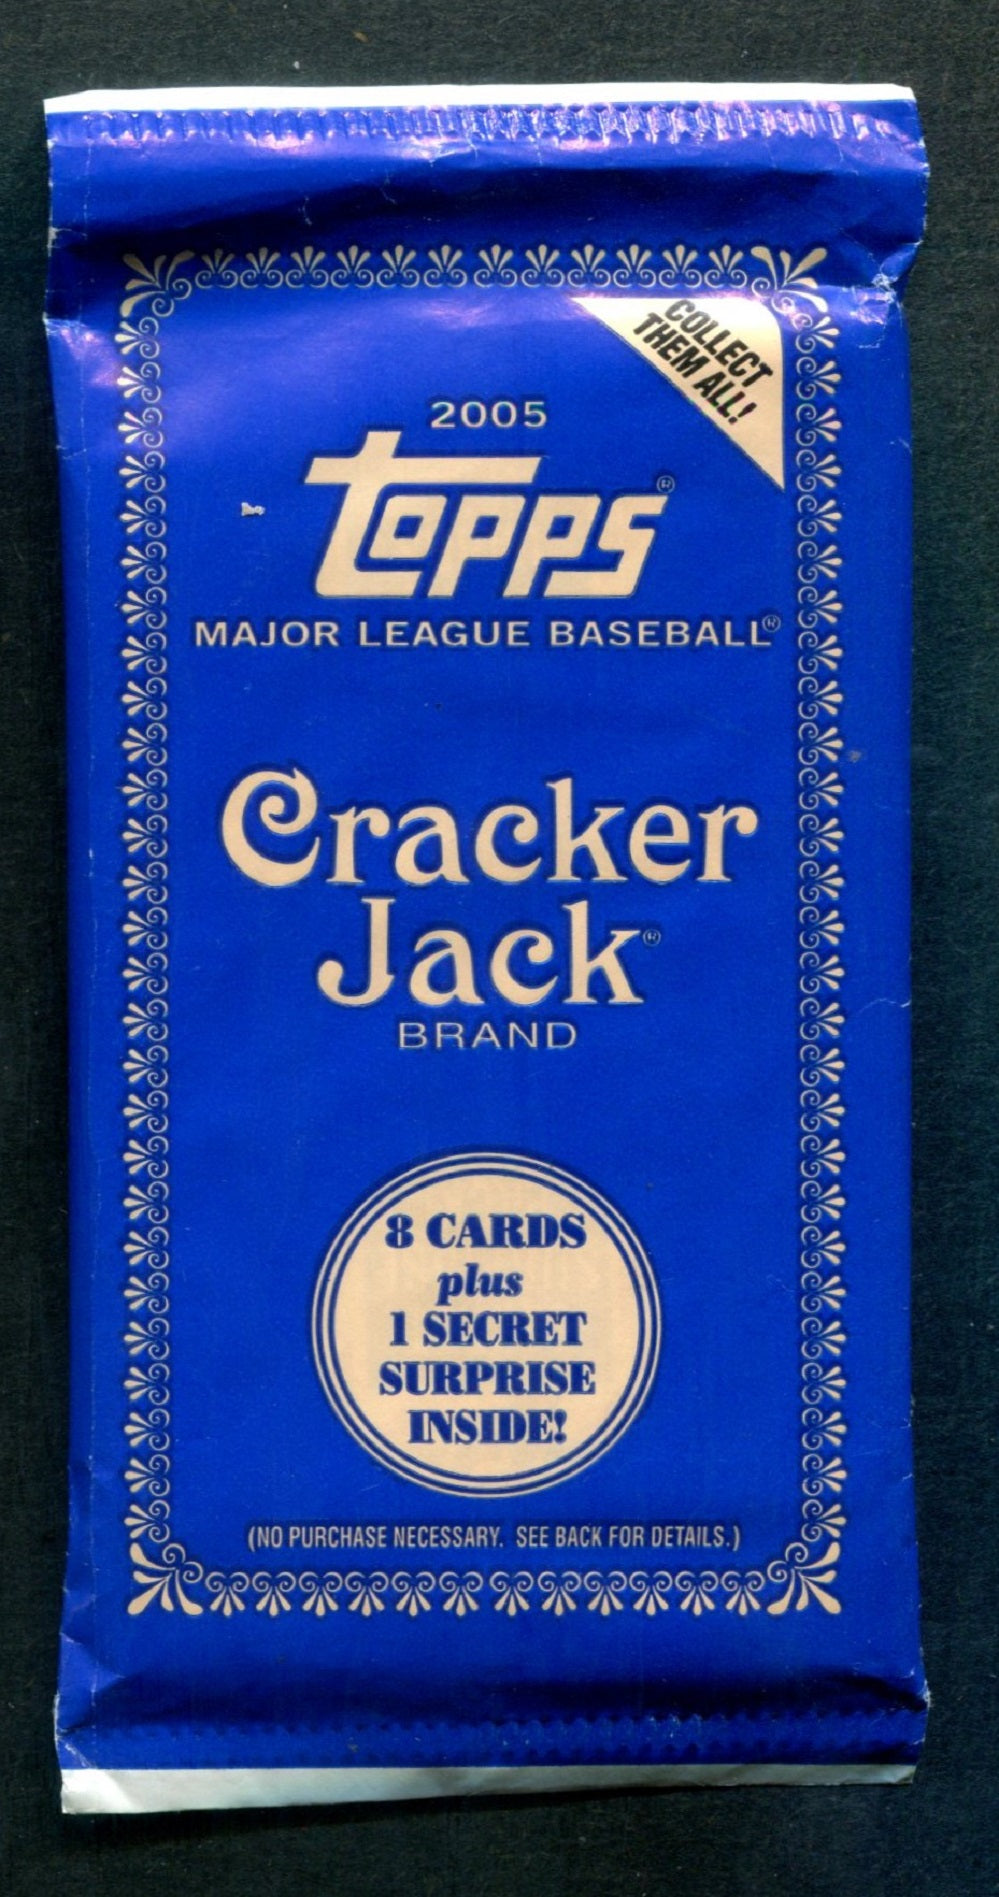 COLLECT
THEM ALL!
2005
topps®
MAJOR LEAGUE BASEBALL®
Cracker
Jack®
BRAND
8 CARDS
plus
1 SECRET
SURPRISE
INSIDE!
(NO PURCHASE NECESSARY. SEE BACK FOR DETAILS.)